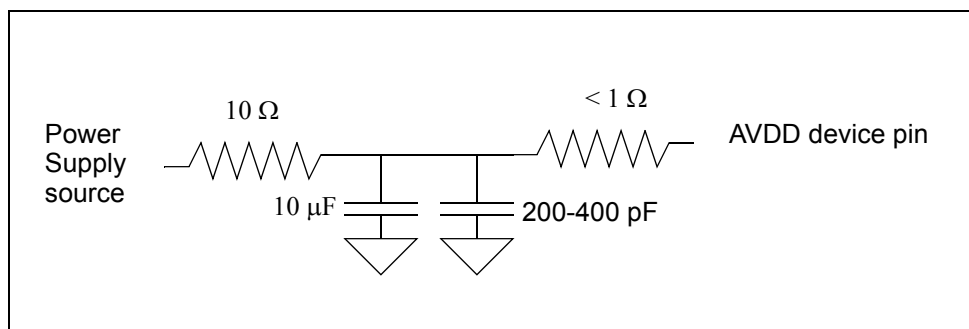 10 Ω
< 1 Ω
Power
Supply
source
AVDD device pin
10 μF
200-400 pF